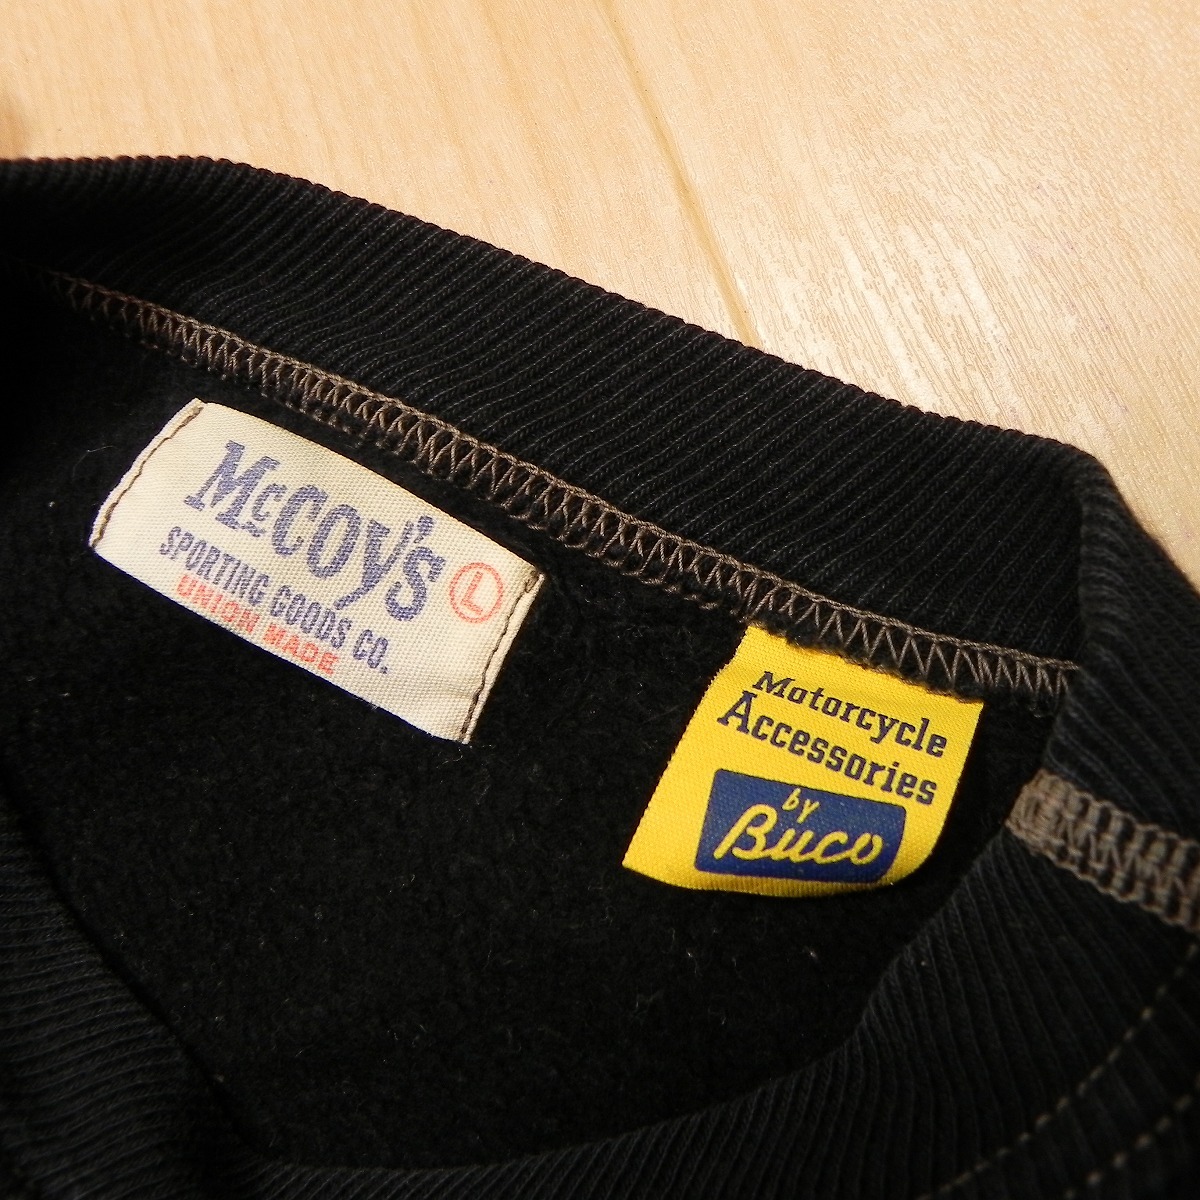 McCOY'S
SPORTING GOODS CO.
UNION MADE
L
Motorcycle
Accessories
by
Buco